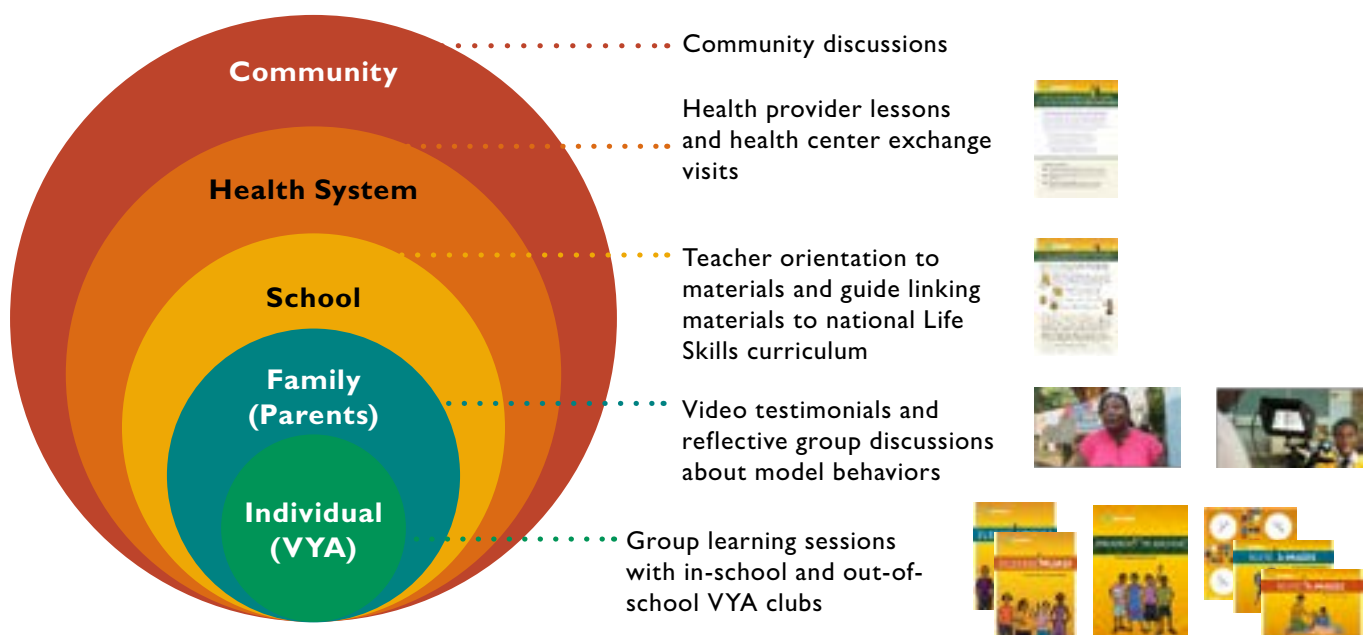 Community
Health System
School
Family
(Parents)
Individual
(VYA)
Community discussions
Health provider lessons
and health center exchange
visits
Teacher orientation to
materials and guide linking
materials to national Life
Skills curriculum
Video testimonials and
reflective group discussions
about model behaviors
Group learning sessions
with in-school and out-of-
school VYA clubs